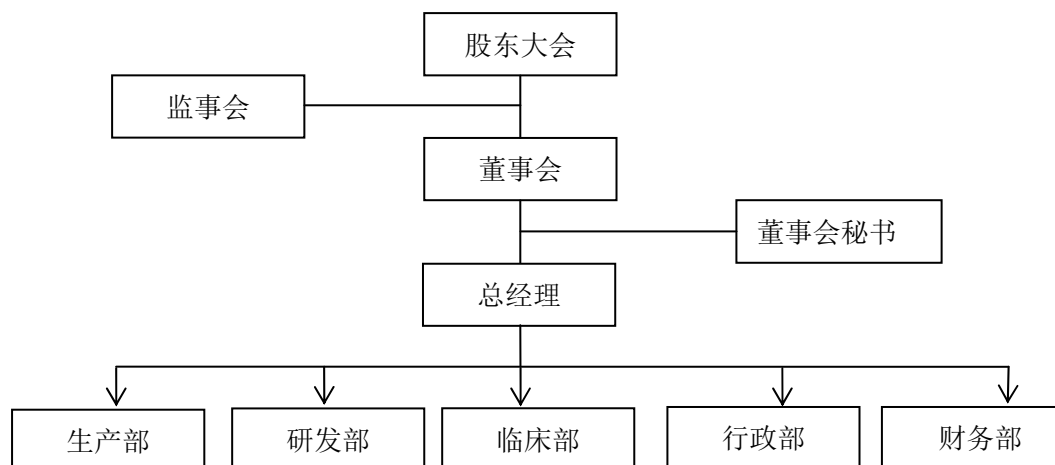 股东大会
监事会
董事会
董事会秘书
总经理
生产部
研发部
临床部
行政部
财务部